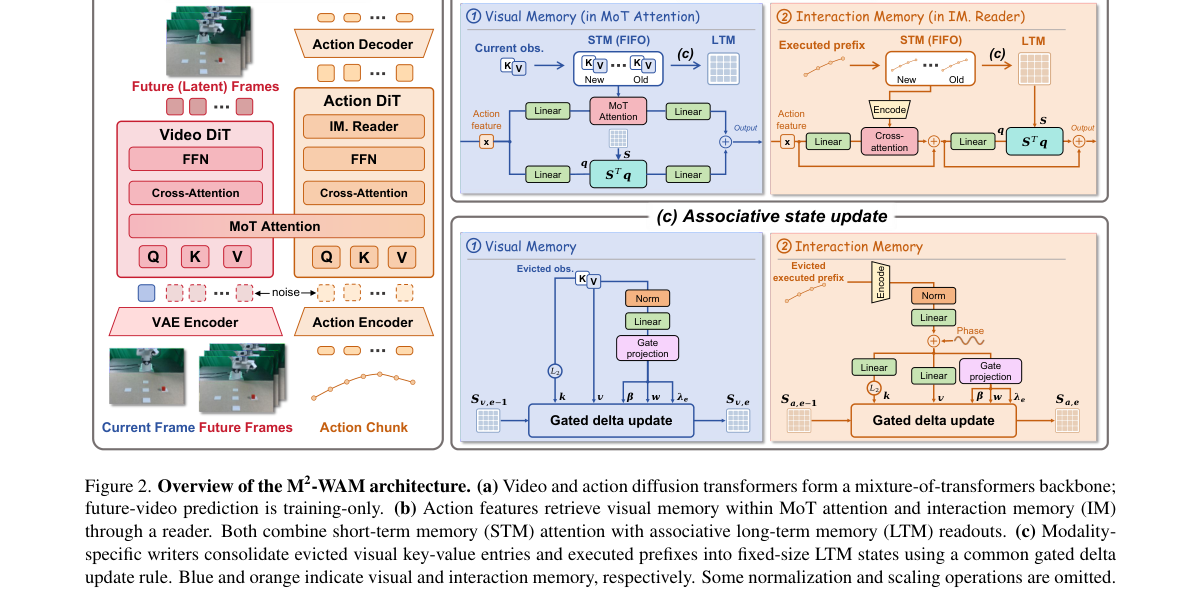 Action Decoder
Future (Latent) Frames
Action DiT
Video DiT
IM. Reader
FFN
FFN
Cross-Attention
Cross-Attention
MoT Attention
Q K V
Q K V
noise
VAE Encoder
Action Encoder
Current Frame Future Frames
Action Chunk
① Visual Memory (in MoT Attention)
Current obs.
STM (FIFO)
(c)
LTM
K V
K V ... K V
New Old
Action feature
x
Linear
MoT Attention
Linear
Output
q
S
Linear
S^T q
Linear
② Interaction Memory (in IM. Reader)
Executed prefix
STM (FIFO)
(c)
LTM
New Old
Encode
Action feature
x
Linear
Cross-attention
Linear
q
S
S^T q
Output
(c) Associative state update
① Visual Memory
Evicted obs.
K V
Norm
Linear
Gate projection
L2
k v β w λe
Sv,e−1
Gated delta update
Sv,e
② Interaction Memory
Evicted executed prefix
Encode
Norm
Linear
Phase
Linear
Linear
Gate projection
L2
k v β w λe
Sa,e−1
Gated delta update
Sa,e
Figure 2. Overview of the M²-WAM architecture. (a) Video and action diffusion transformers form a mixture-of-transformers backbone;
future-video prediction is training-only. (b) Action features retrieve visual memory within MoT attention and interaction memory (IM)
through a reader. Both combine short-term memory (STM) attention with associative long-term memory (LTM) readouts. (c) Modality-
specific writers consolidate evicted visual key-value entries and executed prefixes into fixed-size LTM states using a common gated delta
update rule. Blue and orange indicate visual and interaction memory, respectively. Some normalization and scaling operations are omitted.